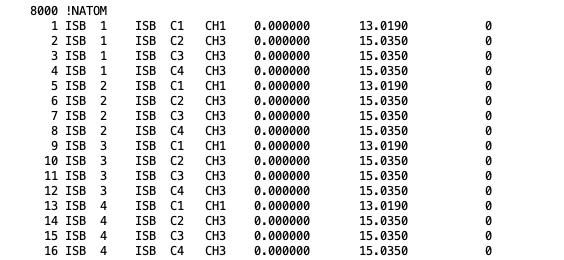 8000 !NATOM
1 ISB 1 ISB C1 CH1 0.000000 13.0190 0
2 ISB 1 ISB C2 CH3 0.000000 15.0350 0
3 ISB 1 ISB C3 CH3 0.000000 15.0350 0
4 ISB 1 ISB C4 CH3 0.000000 15.0350 0
5 ISB 2 ISB C1 CH1 0.000000 13.0190 0
6 ISB 2 ISB C2 CH3 0.000000 15.0350 0
7 ISB 2 ISB C3 CH3 0.000000 15.0350 0
8 ISB 2 ISB C4 CH3 0.000000 15.0350 0
9 ISB 3 ISB C1 CH1 0.000000 13.0190 0
10 ISB 3 ISB C2 CH3 0.000000 15.0350 0
11 ISB 3 ISB C3 CH3 0.000000 15.0350 0
12 ISB 3 ISB C4 CH3 0.000000 15.0350 0
13 ISB 4 ISB C1 CH1 0.000000 13.0190 0
14 ISB 4 ISB C2 CH3 0.000000 15.0350 0
15 ISB 4 ISB C3 CH3 0.000000 15.0350 0
16 ISB 4 ISB C4 CH3 0.000000 15.0350 0